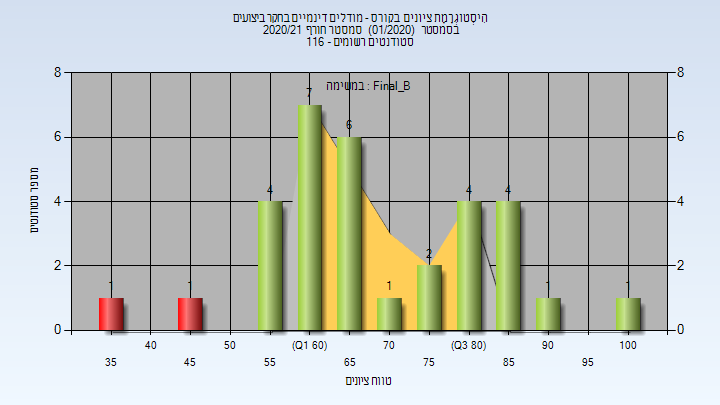 היסטוגרמת ציונים בקורס - מודלים דינמיים בחקר ביצועים
בסמסטר (01/2020) סמסטר חורף 2020/21
סטודנטים רשומים - 116
במשימה : Final_B
8 8
6 6
4 4
2 2
0 0
מספר סטודנטים
1 1 4 7 6 1 2 4 4 1 1
40 50 (Q1 60) 70 (Q3 80) 90 100
35 45 55 65 75 85 95
טווח ציונים